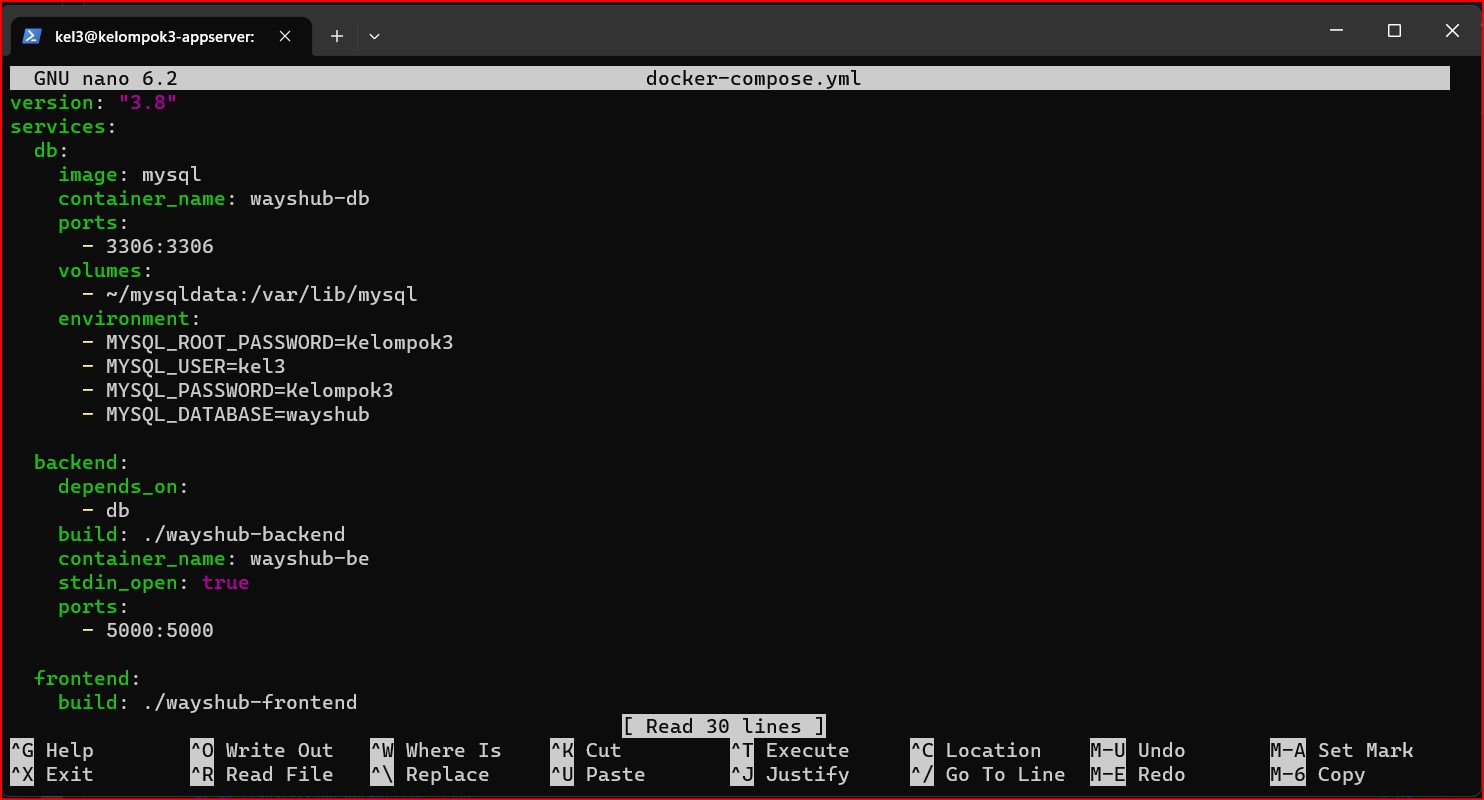 kel3@kelompok3-appserver:
GNU nano 6.2 docker-compose.yml
version: "3.8"
services:
  db:
    image: mysql
    container_name: wayshub-db
    ports:
      - 3306:3306
    volumes:
      - ~/mysqldata:/var/lib/mysql
    environment:
      - MYSQL_ROOT_PASSWORD=Kelompok3
      - MYSQL_USER=kel3
      - MYSQL_PASSWORD=Kelompok3
      - MYSQL_DATABASE=wayshub
  backend:
    depends_on:
      - db
    build: ./wayshub-backend
    container_name: wayshub-be
    stdin_open: true
    ports:
      - 5000:5000
  frontend:
    build: ./wayshub-frontend
[ Read 30 lines ]
^G Help ^O Write Out ^W Where Is ^K Cut ^T Execute ^C Location M-U Undo M-A Set Mark
^X Exit ^R Read File ^\ Replace ^U Paste ^J Justify ^/ Go To Line M-E Redo M-6 Copy